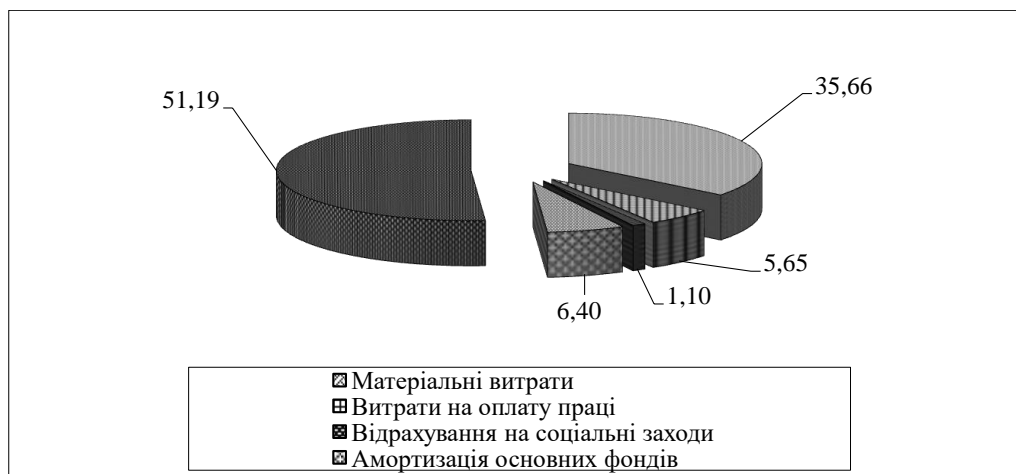 51,19
35,66
5,65
1,10
6,40
Матеріальні витрати
Витрати на оплату праці
Відрахування на соціальні заходи
Амортизація основних фондів